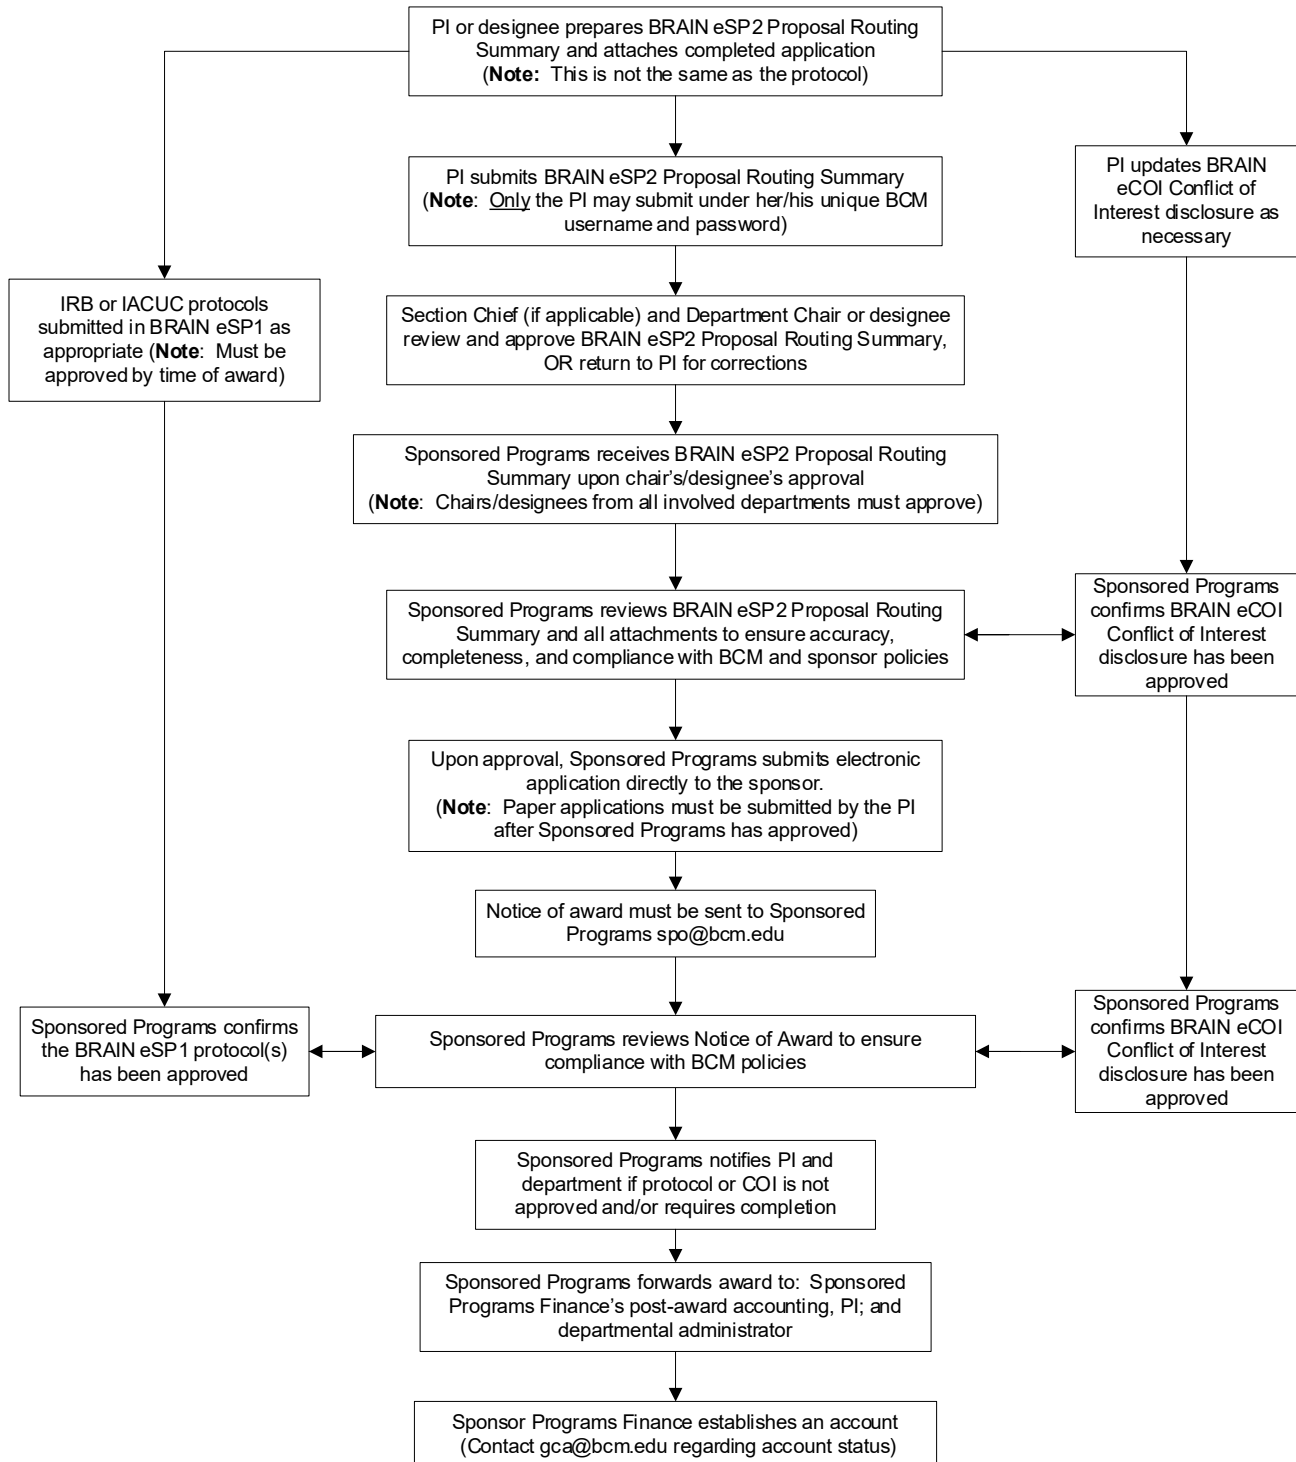 PI or designee prepares BRAIN eSP2 Proposal Routing
Summary and attaches completed application
(Note:  This is not the same as the protocol)
PI submits BRAIN eSP2 Proposal Routing Summary
(Note:  Only the PI may submit under her/his unique BCM
username and password)
PI updates BRAIN
eCOI Conflict of
Interest disclosure as
necessary
IRB or IACUC protocols
submitted in BRAIN eSP1 as
appropriate (Note:  Must be
approved by time of award)
Section Chief (if applicable) and Department Chair or designee
review and approve BRAIN eSP2 Proposal Routing Summary,
OR return to PI for corrections
Sponsored Programs receives BRAIN eSP2 Proposal Routing
Summary upon chair's/designee's approval
(Note:  Chairs/designees from all involved departments must approve)
Sponsored Programs reviews BRAIN eSP2 Proposal Routing
Summary and all attachments to ensure accuracy,
completeness, and compliance with BCM and sponsor policies
Sponsored Programs
confirms BRAIN eCOI
Conflict of Interest
disclosure has been
approved
Upon approval, Sponsored Programs submits electronic
application directly to the sponsor.
(Note:  Paper applications must be submitted by the PI
after Sponsored Programs has approved)
Notice of award must be sent to Sponsored
Programs spo@bcm.edu
Sponsored Programs confirms
the BRAIN eSP1 protocol(s)
has been approved
Sponsored Programs reviews Notice of Award to ensure
compliance with BCM policies
Sponsored Programs
confirms BRAIN eCOI
Conflict of Interest
disclosure has been
approved
Sponsored Programs notifies PI and
department if protocol or COI is not
approved and/or requires completion
Sponsored Programs forwards award to:  Sponsored
Programs Finance's post-award accounting, PI; and
departmental administrator
Sponsor Programs Finance establishes an account
(Contact gca@bcm.edu regarding account status)